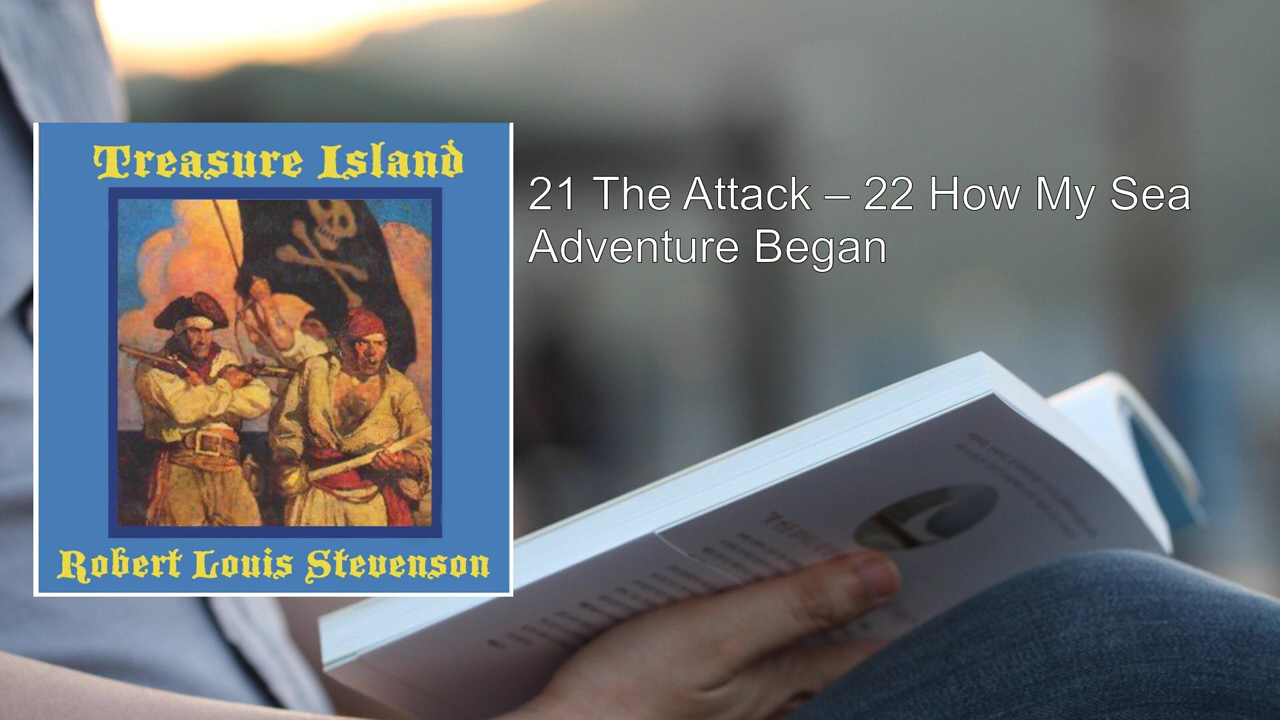 Treasure Island
Robert Louis Stevenson
21 The Attack – 22 How My Sea
Adventure Began